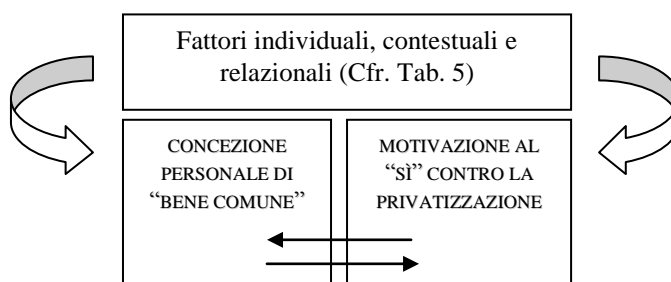 Fattori individuali, contestuali e
relazionali (Cfr. Tab. 5)
CONCEZIONE
PERSONALE DI
“BENE COMUNE”
MOTIVAZIONE AL
“SÌ” CONTRO LA
PRIVATIZZAZIONE